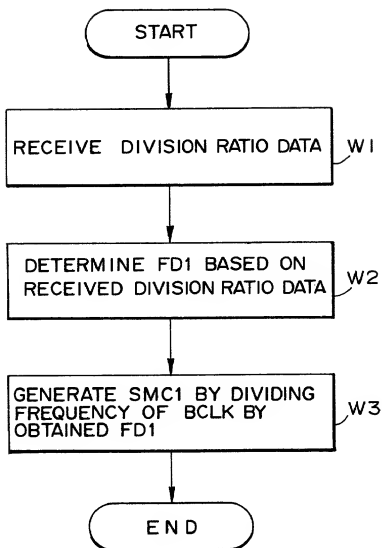 START
RECEIVE DIVISION RATIO DATA
W1
DETERMINE FD1 BASED ON
RECEIVED DIVISION RATIO DATA
W2
GENERATE SMC1 BY DIVIDING
FREQUENCY OF BCLK BY
OBTAINED FD1
W3
END